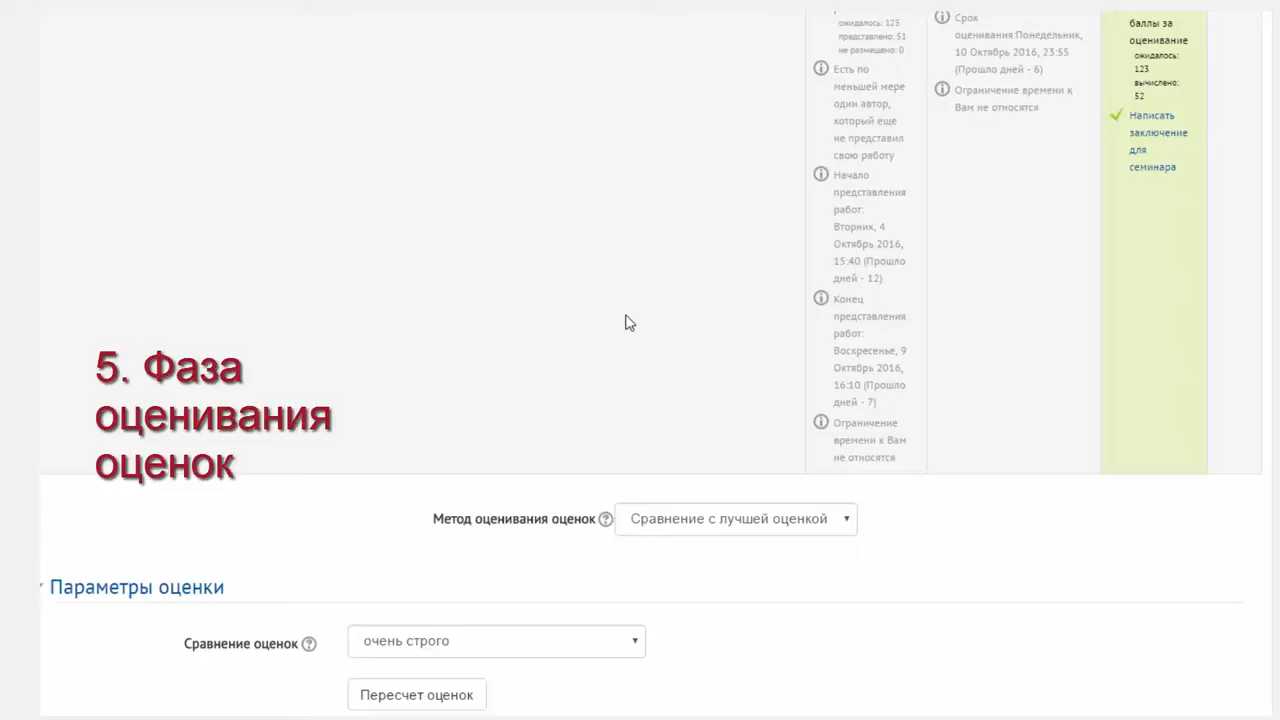 ожидалось: 123
представлено: 51
не размещено: 0
Есть по
меньшей мере
один автор,
который еще
не представил
свою работу
Начало
представления
работ:
Вторник, 4
Октябрь 2016,
15:40 (Прошло
дней - 12)
Конец
представления
работ:
Воскресенье, 9
Октябрь 2016,
16:10 (Прошло
дней - 7)
Ограничение
времени к Вам
не относятся
Срок
оценивания:Понедельник,
10 Октябрь 2016, 23:55
(Прошло дней - 6)
Ограничение времени к
Вам не относятся
баллы за
оценивание
ожидалось:
123
вычислено:
52
Написать
заключение
для
семинара
5. Фаза
оценивания
оценок
Метод оценивания оценок
Сравнение с лучшей оценкой
Параметры оценки
Сравнение оценок
очень строго
Пересчет оценок